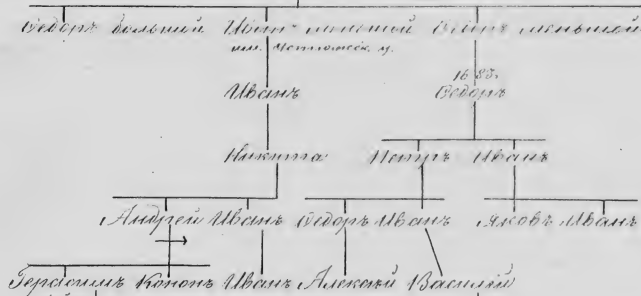 Ѳедоръ большой Иванъ меньшой меньшой
1683.
Иванъ Ѳедоръ
Никита Петръ Иванъ
Андрей Иванъ Ѳедоръ Иванъ Яковъ Иванъ
Герасимъ Кононъ Иванъ Алексѣй Василій